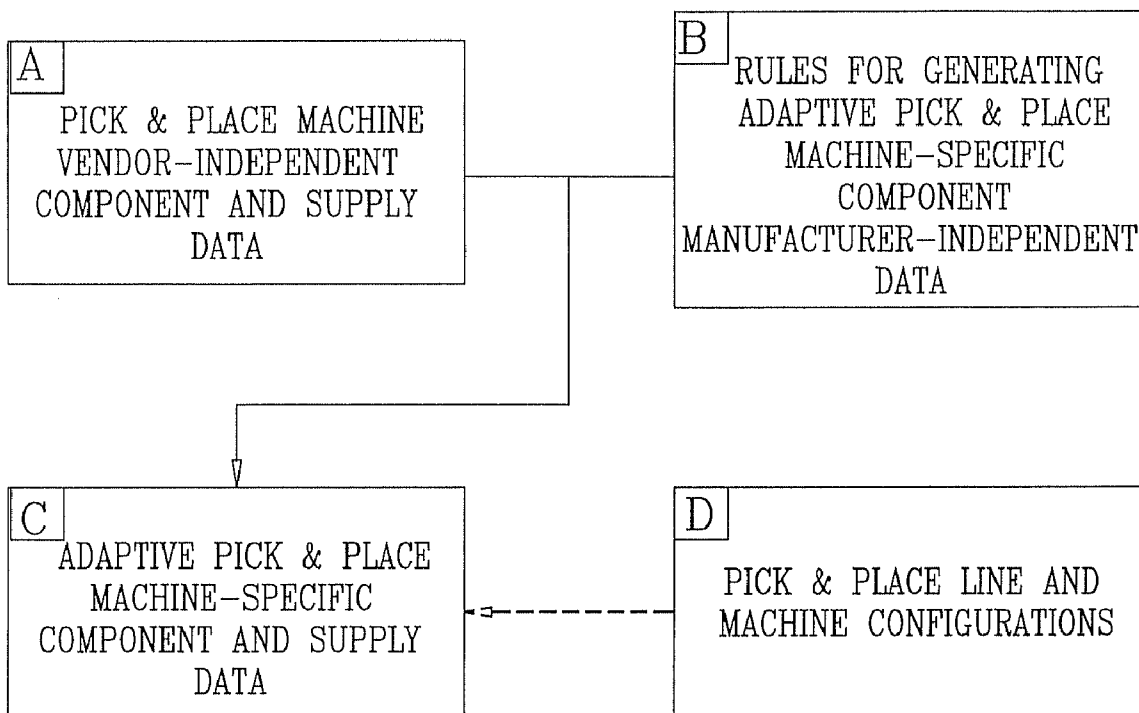 A
PICK & PLACE MACHINE
VENDOR-INDEPENDENT
COMPONENT AND SUPPLY
DATA
B
RULES FOR GENERATING
ADAPTIVE PICK & PLACE
MACHINE-SPECIFIC
COMPONENT
MANUFACTURER-INDEPENDENT
DATA
C
ADAPTIVE PICK & PLACE
MACHINE-SPECIFIC
COMPONENT AND SUPPLY
DATA
D
PICK & PLACE LINE AND
MACHINE CONFIGURATIONS